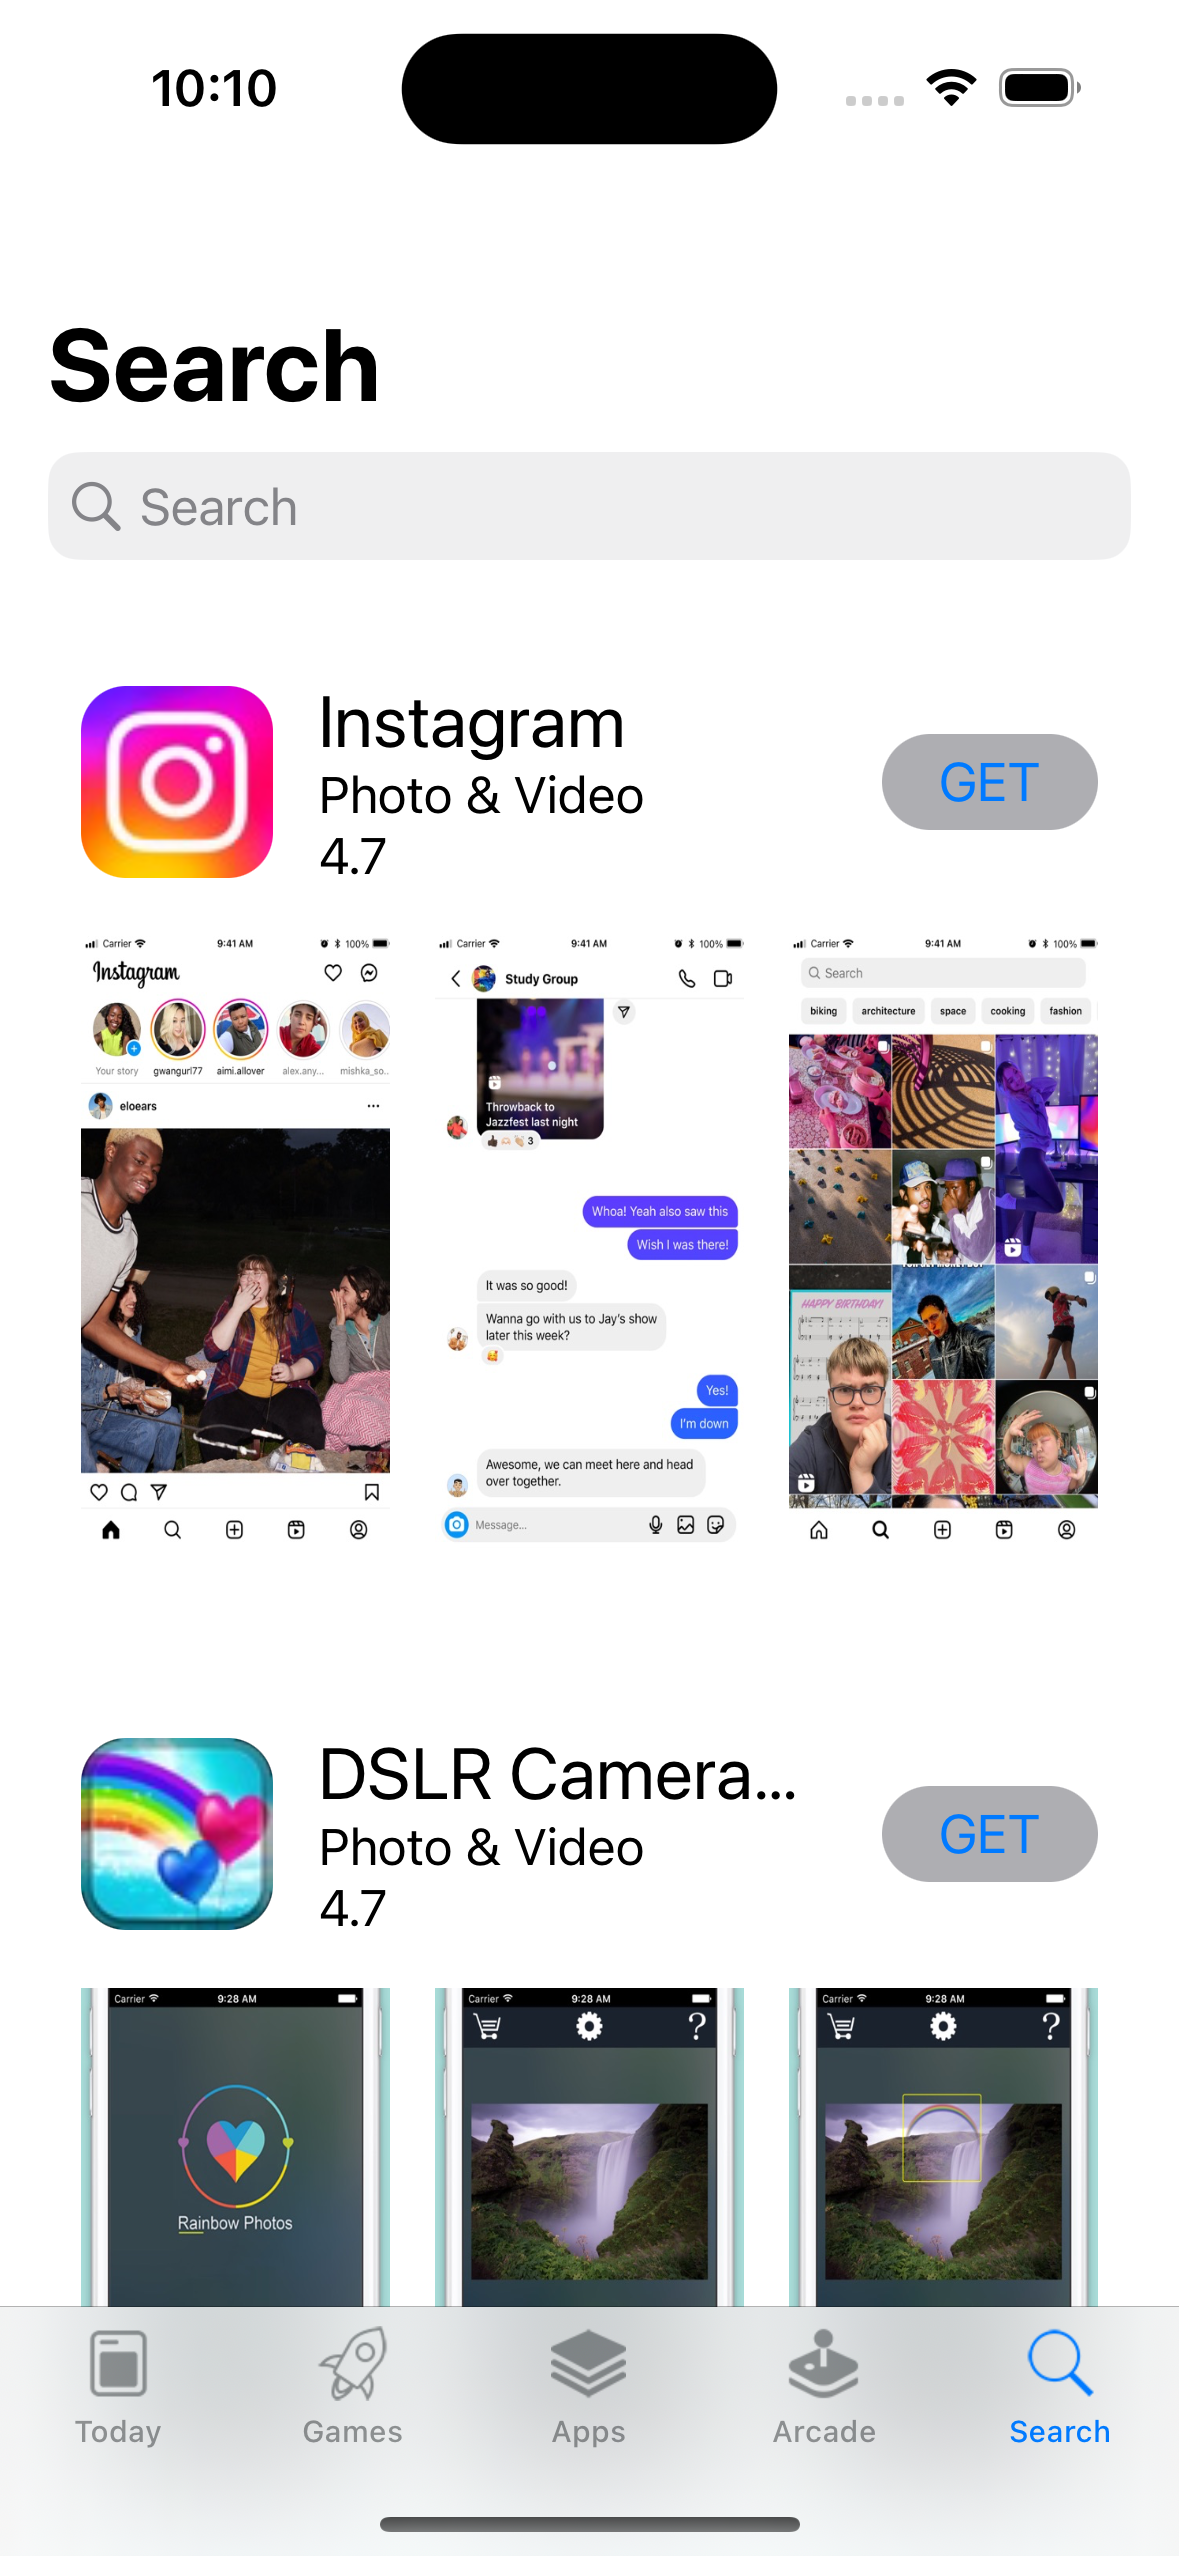 10:10
Search
Search
Instagram
Photo & Video
4.7
GET
Carrier 9:41 AM 100%
Instagram
Your story gwangurl77 aimi.allover alex.any... mishka_so..
eloears
Carrier 9:41 AM 100%
Study Group
Throwback to
Jazzfest last night
3
Whoa! Yeah also saw this
Wish I was there!
It was so good!
Wanna go with us to Jay's show
later this week?
Yes!
I'm down
Awesome, we can meet here and head
over together.
Message...
Carrier 9:41 AM 100%
Search
biking architecture space cooking fashion
HAPPY BIRTHDAY!
DSLR Camera...
Photo & Video
4.7
GET
Carrier 9:28 AM
Rainbow Photos
Carrier 9:28 AM
?
Carrier 9:28 AM
?
Today Games Apps Arcade Search